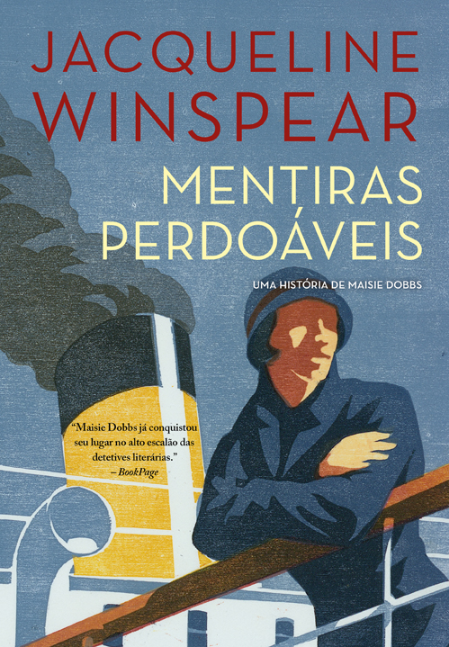 JACQUELINE
WINSPEAR
MENTIRAS
PERDOÁVEIS
UMA HISTÓRIA DE MAISIE DOBBS
“Maisie Dobbs já conquistou
seu lugar no alto escalão das
detetives literárias.”
– BookPage